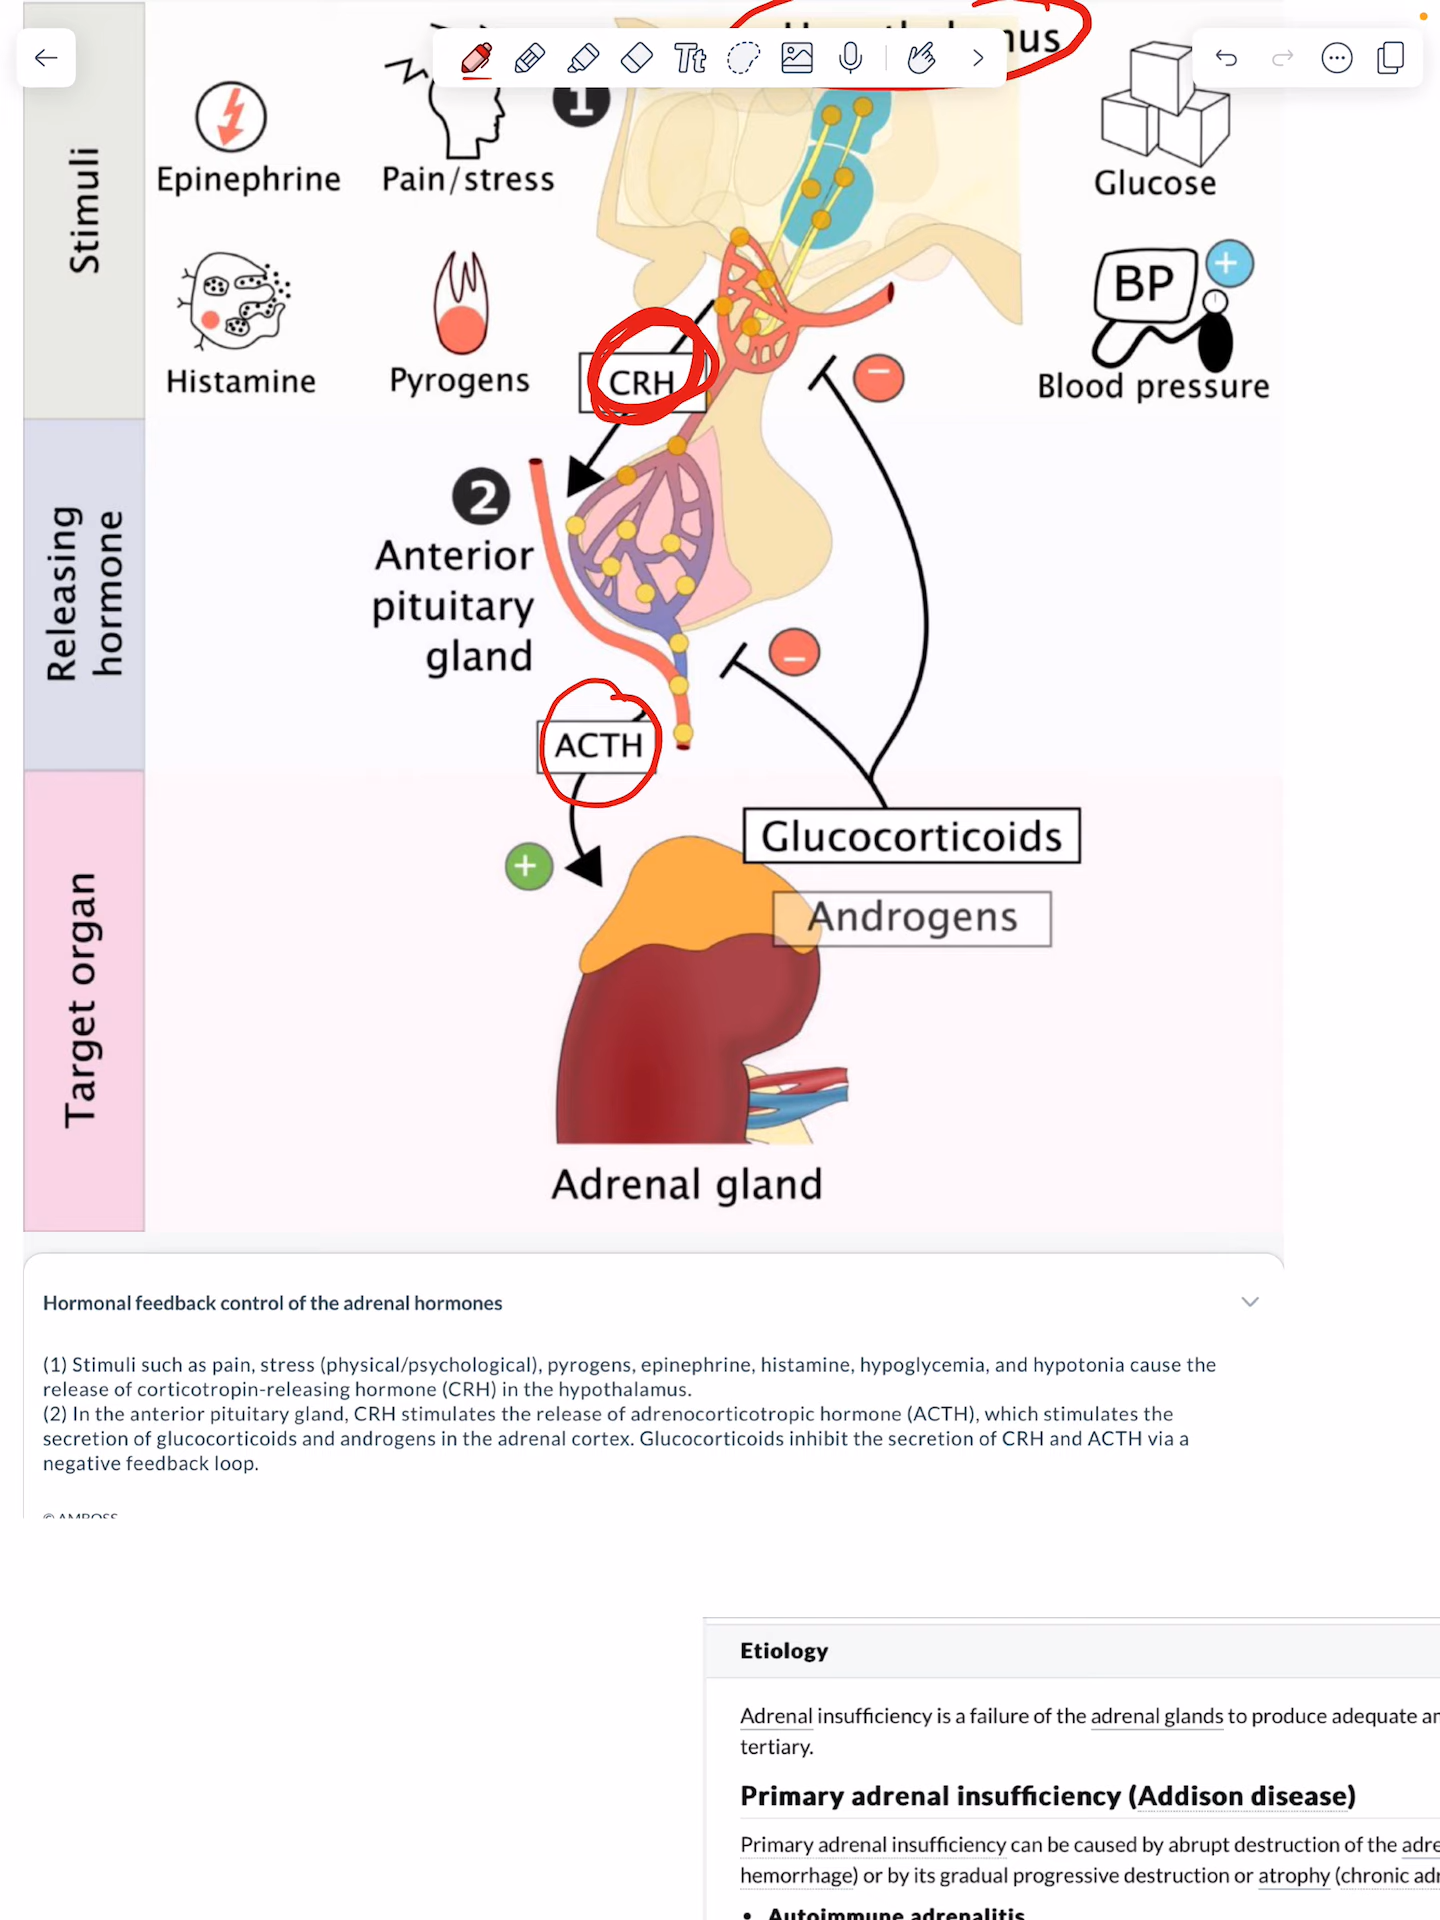 Stimuli
Epinephrine
Pain/stress
1
Glucose
Histamine
Pyrogens
CRH
BP
+
Blood pressure
−
Releasing
hormone
2
Anterior
pituitary
gland
−
ACTH
Target organ
+
Glucocorticoids
Androgens
Adrenal gland
Tt
Hormonal feedback control of the adrenal hormones
(1) Stimuli such as pain, stress (physical/psychological), pyrogens, epinephrine, histamine, hypoglycemia, and hypotonia cause the
release of corticotropin-releasing hormone (CRH) in the hypothalamus.
(2) In the anterior pituitary gland, CRH stimulates the release of adrenocorticotropic hormone (ACTH), which stimulates the
secretion of glucocorticoids and androgens in the adrenal cortex. Glucocorticoids inhibit the secretion of CRH and ACTH via a
negative feedback loop.
© AMBOSS
Etiology
Adrenal insufficiency is a failure of the adrenal glands to produce adequate
tertiary.
Primary adrenal insufficiency (Addison disease)
Primary adrenal insufficiency can be caused by abrupt destruction of the
hemorrhage) or by its gradual progressive destruction or atrophy (chronic
• Autoimmune adrenalitis